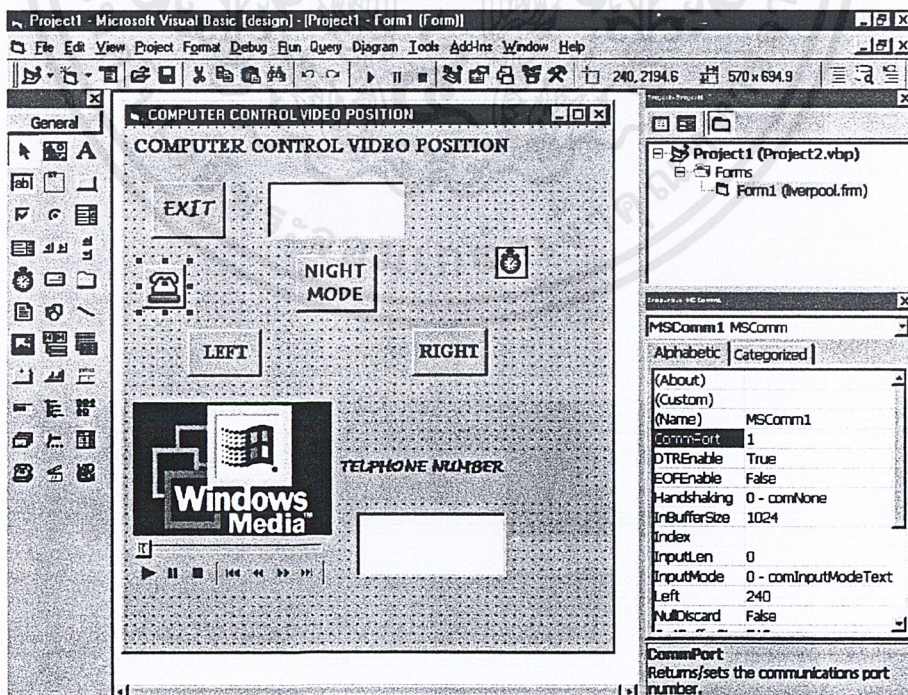 Project1 - Microsoft Visual Basic [design] - [Project1 - Form1 (Form)]
File Edit View Project Format Debug Run Query Diagram Tools Add-Ins Window Help
240, 2194.6 570 x 694.9
General
A
ab|
COMPUTER CONTROL VIDEO POSITION
COMPUTER CONTROL VIDEO POSITION
EXIT
NIGHT
MODE
LEFT RIGHT
Windows
Media™
TELPHONE NUMBER
Project1 (Project2.vbp)
Forms
Form1 (liverpool.frm)
MSComm1 MSComm
Alphabetic Categorized
(About)
(Custom)
(Name) MSComm1
CommPort 1
DTREnable True
EOFEnable False
Handshaking 0 - comNone
InBufferSize 1024
Index
InputLen 0
InputMode 0 - comInputModeText
Left 240
NullDiscard False
CommPort
Returns/sets the communications port
number.